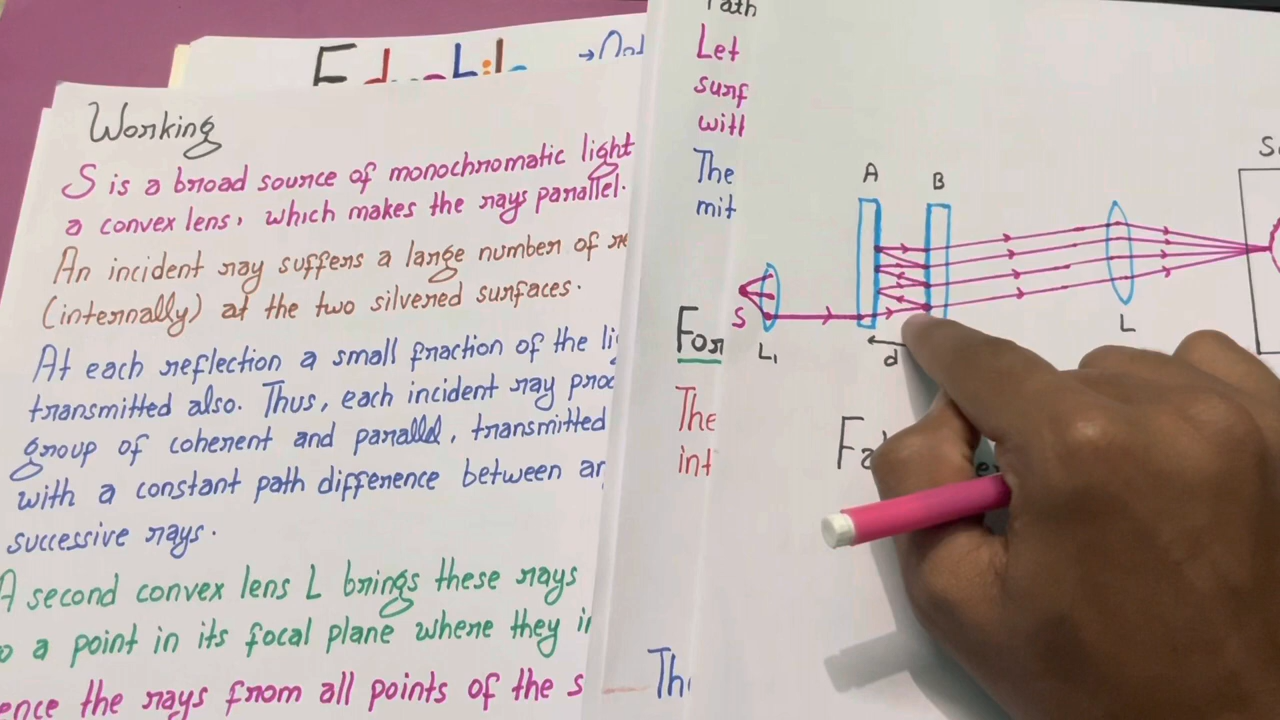 Working
S is a broad source of monochromatic light
a convex lens, which makes the rays parallel.
An incident ray suffers a large number of
(internally) at the two silvered surfaces.
At each reflection a small fraction of the
transmitted also. Thus, each incident ray
group of coherent and parallel, transmitted
with a constant path difference between
successive rays.
A second convex lens L brings these rays
a point in its focal plane where they
the rays from all points of the s
Path
Let
surf
with
The
mit
For
The
int
A
B
S
L1
L
d
Fa